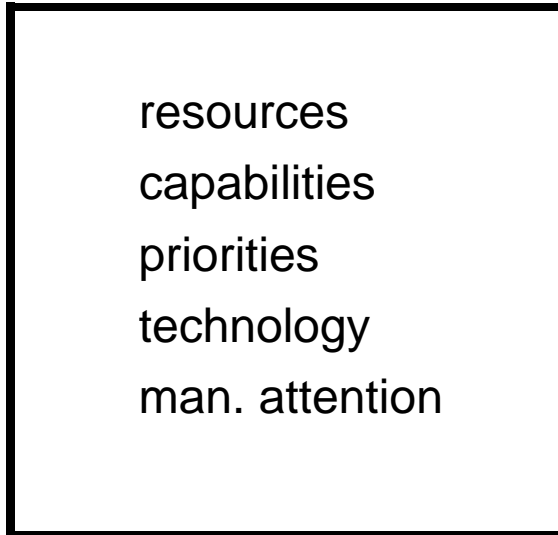 resources
capabilities
priorities
technology
man. attention